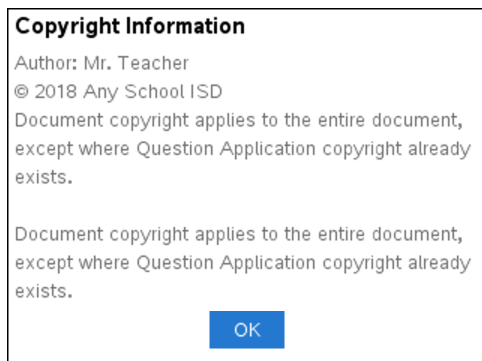 Copyright Information
Author: Mr. Teacher
© 2018 Any School ISD
Document copyright applies to the entire document,
except where Question Application copyright already
exists.
Document copyright applies to the entire document,
except where Question Application copyright already
exists.
OK